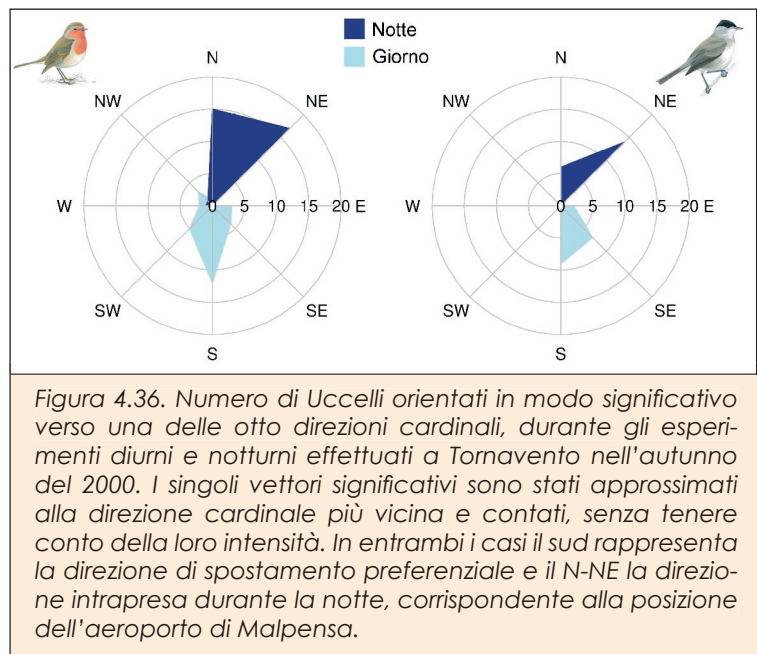 Notte
Giorno
N
NW
NE
W
0 5 10 15 20 E
SW
SE
S
N
NW
NE
W
0 5 10 15 20 E
SW
SE
S
Figura 4.36. Numero di Uccelli orientati in modo significativo
verso una delle otto direzioni cardinali, durante gli esperi-
menti diurni e notturni effettuati a Tornavento nell'autunno
del 2000. I singoli vettori significativi sono stati approssimati
alla direzione cardinale più vicina e contati, senza tenere
conto della loro intensità. In entrambi i casi il sud rappresenta
la direzione di spostamento preferenziale e il N-NE la direzio-
ne intrapresa durante la notte, corrispondente alla posizione
dell'aeroporto di Malpensa.